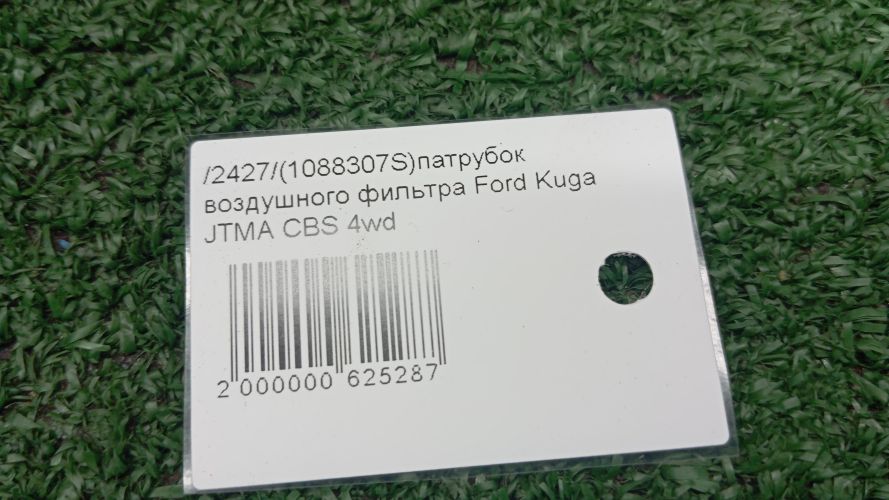 /2427/(1088307S)патрубок
воздушного фильтра Ford Kuga
JTMA CBS 4wd
2 000000 625287